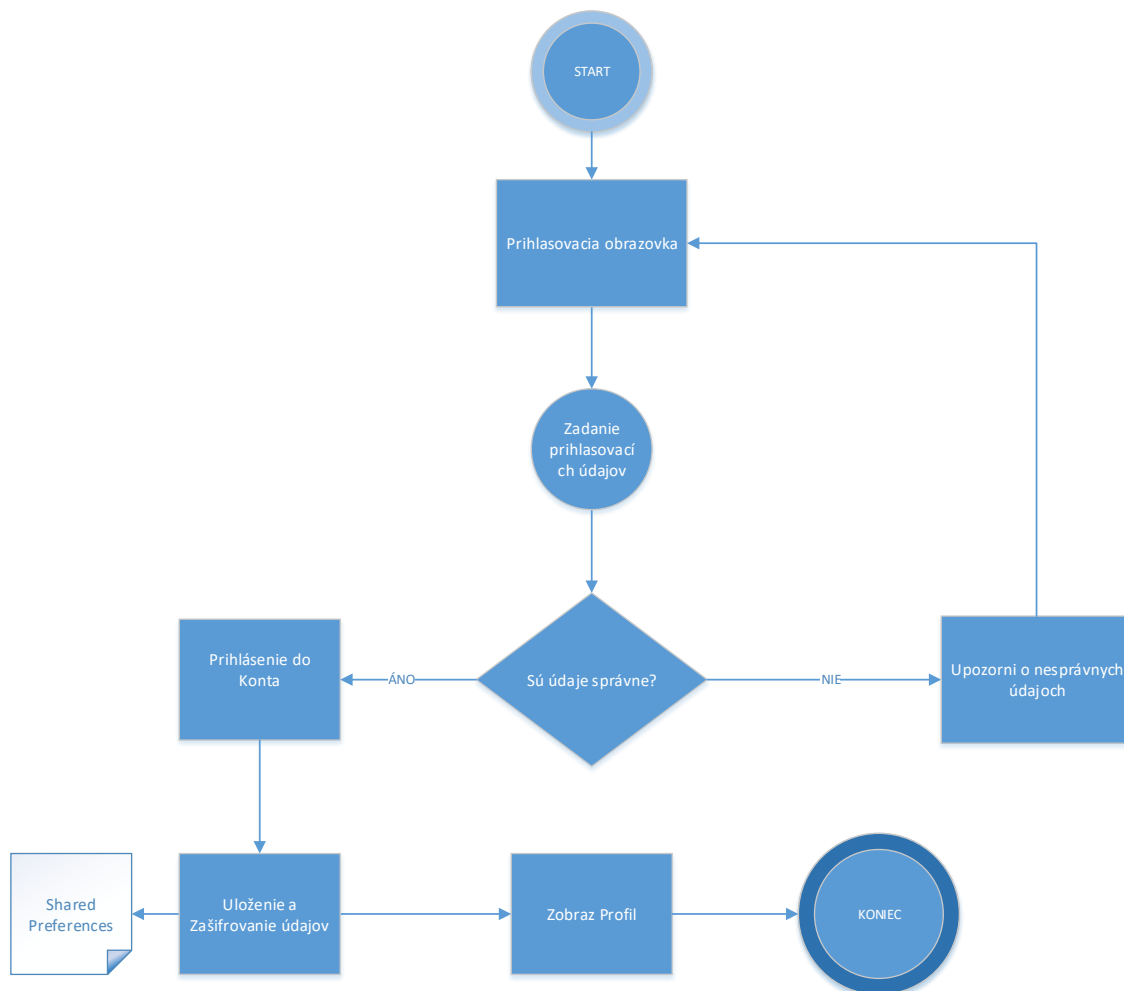 START
Prihlasovacia obrazovka
Zadanie
prihlasovací
ch údajov
Prihlásenie do
Konta
ÁNO
Sú údaje správne?
NIE
Upozorni o nesprávnych
údajoch
Shared
Preferences
Uloženie a
Zašifrovanie údajov
Zobraz Profil
KONIEC